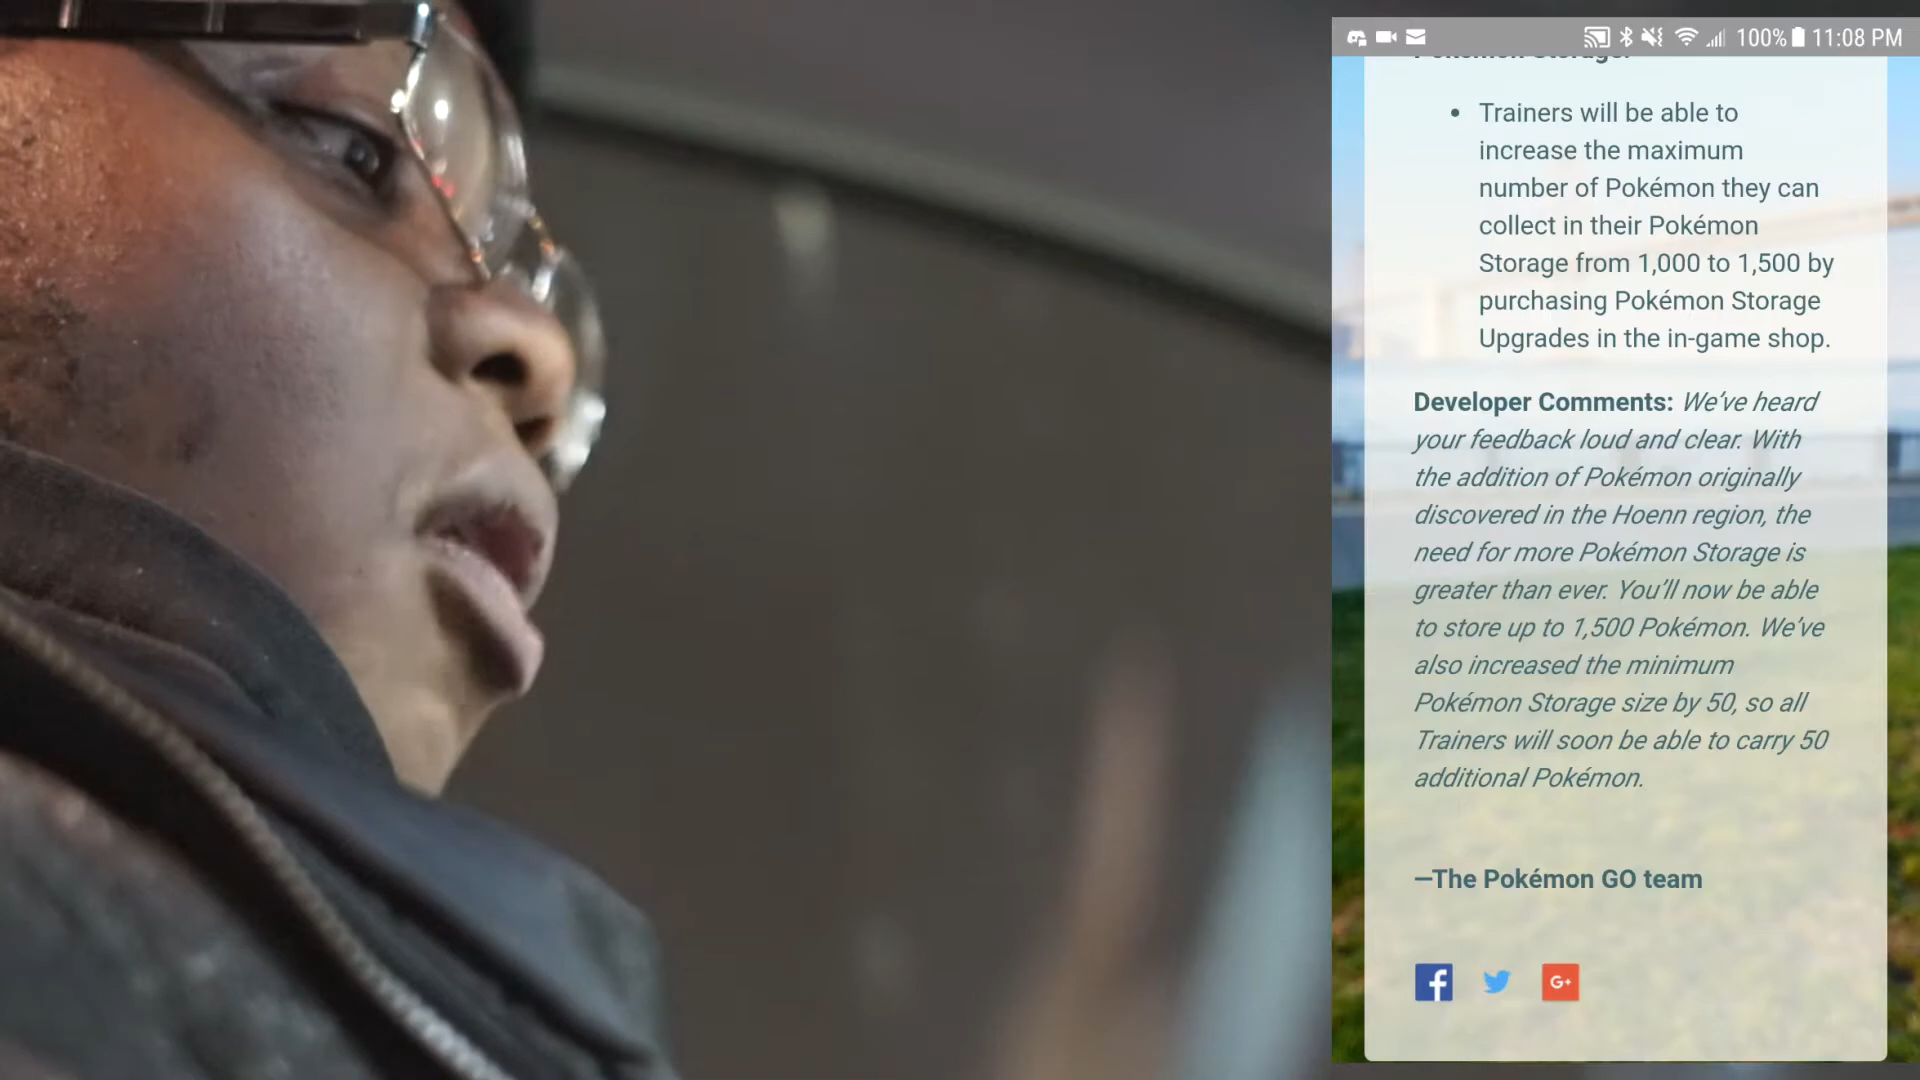 100% 11:08 PM
Pokémon Storage:
• Trainers will be able to
increase the maximum
number of Pokémon they can
collect in their Pokémon
Storage from 1,000 to 1,500 by
purchasing Pokémon Storage
Upgrades in the in-game shop.
Developer Comments: We've heard
your feedback loud and clear. With
the addition of Pokémon originally
discovered in the Hoenn region, the
need for more Pokémon Storage is
greater than ever. You'll now be able
to store up to 1,500 Pokémon. We've
also increased the minimum
Pokémon Storage size by 50, so all
Trainers will soon be able to carry 50
additional Pokémon.
—The Pokémon GO team
G+